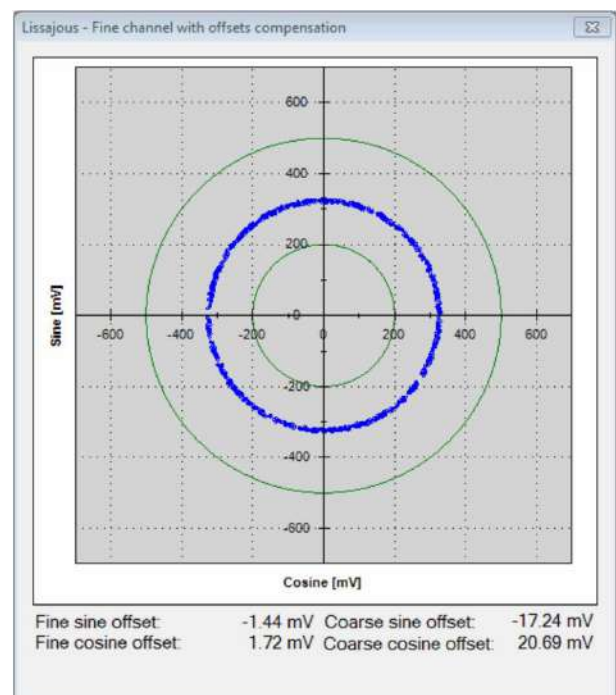 Lissajous - Fine channel with offsets compensation
600
400
200
-600 -400 -200 0 0 200 400 600
-200
-400
-600
Sine [mV]
Cosine [mV]
Fine sine offset: -1.44 mV Coarse sine offset: -17.24 mV
Fine cosine offset: 1.72 mV Coarse cosine offset: 20.69 mV